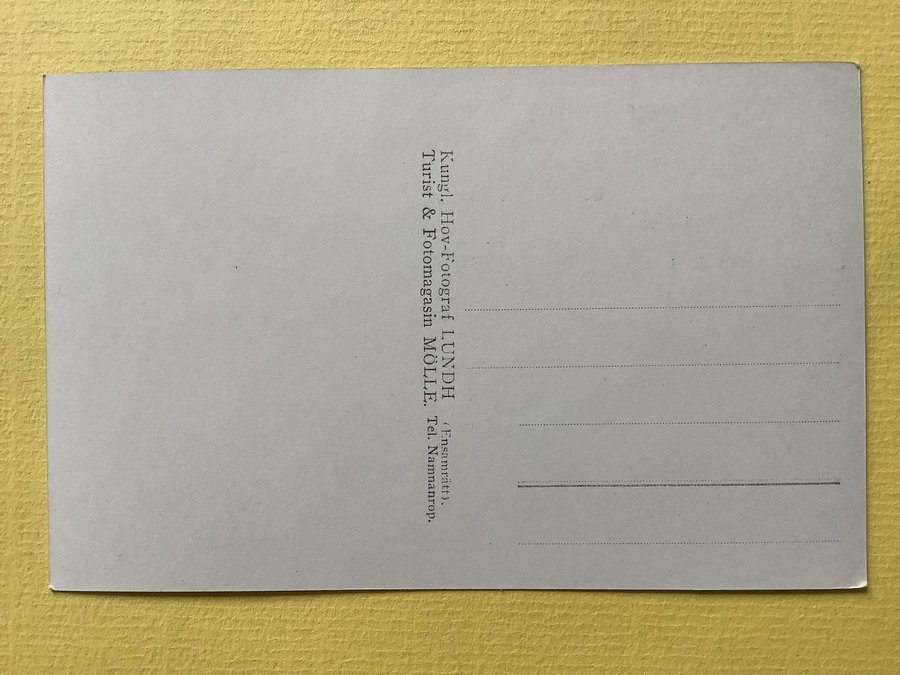 Kungl. Hov-Fotograf LUNDH (Ensamrätt).
Turist & Fotomagasin MÖLLE. Tel. Namnanrop.